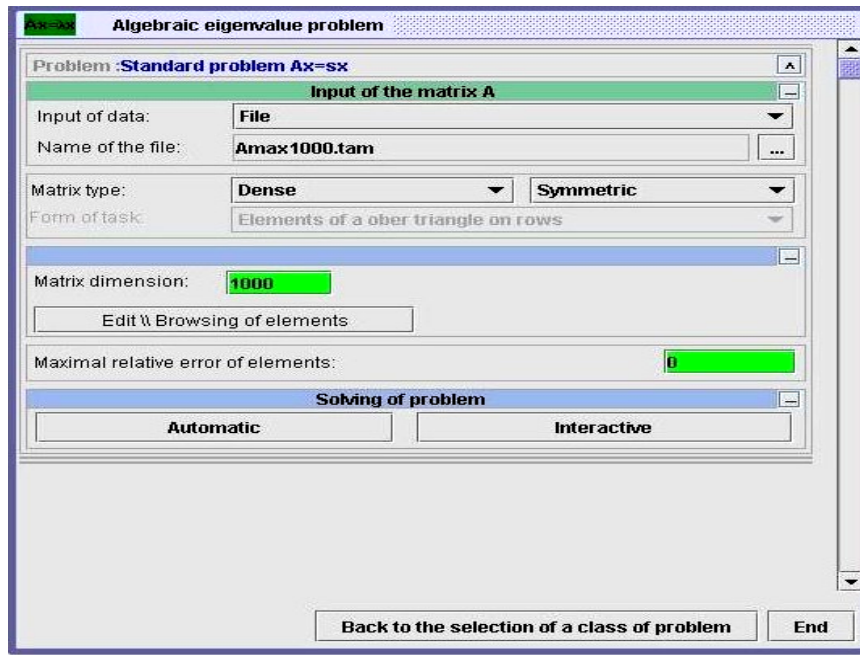 Ax=λx Algebraic eigenvalue problem
Problem :Standard problem Ax=sx
Input of the matrix A
Input of data: File
Name of the file: Amax1000.tam ...
Matrix type: Dense Symmetric
Form of task: Elements of a ober triangle on rows
Matrix dimension: 1000
Edit \\ Browsing of elements
Maximal relative error of elements: 0
Solving of problem
Automatic Interactive
Back to the selection of a class of problem End